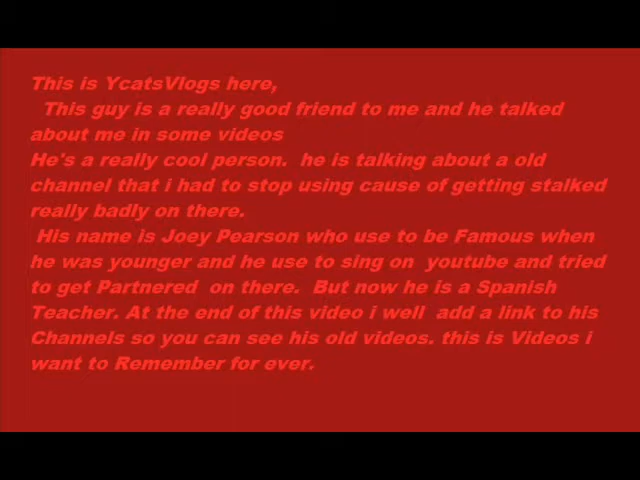 This is YcatsVlogs here,
This guy is a really good friend to me and he talked
about me in some videos
He's a really cool person.  he is talking about a old
channel that i had to stop using cause of getting stalked
really badly on there.
His name is Joey Pearson who use to be Famous when
he was younger and he use to sing on  youtube and tried
to get Partnered  on there.  But now he is a Spanish
Teacher. At the end of this video i well  add a link to his
Channels so you can see his old videos. this is Videos i
want to Remember for ever.